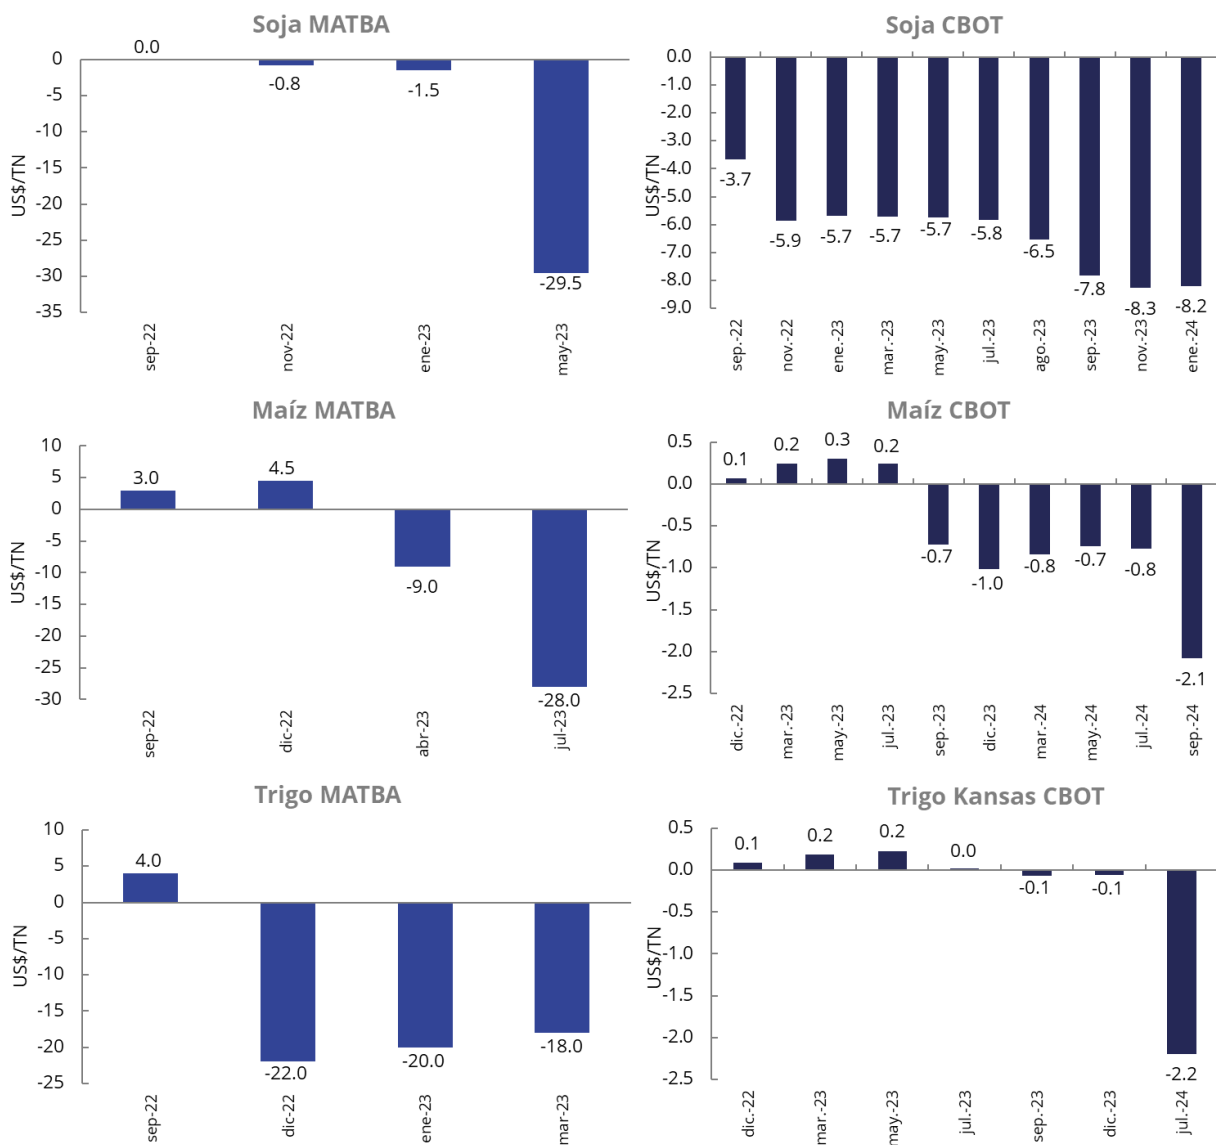 Soja MATBA
0.0
0
-5
-10
-15
-20
-25
-30
-35
US$/TN
-0.8
-1.5
-29.5
sep-22
nov-22
ene-23
may-23
Soja CBOT
0.0
-1.0
-2.0
-3.0
-4.0
-5.0
-6.0
-7.0
-8.0
-9.0
US$/TN
-3.7
-5.9
-5.7
-5.7
-5.7
-5.8
-6.5
-7.8
-8.3
-8.2
sep.-22
nov.-22
ene.-23
mar.-23
may.-23
jul.-23
ago.-23
sep.-23
nov.-23
ene.-24
Maíz MATBA
10
5
0
-5
-10
-15
-20
-25
-30
US$/TN
3.0
4.5
-9.0
-28.0
sep-22
dic-22
abr-23
jul-23
Maíz CBOT
0.5
0.0
-0.5
-1.0
-1.5
-2.0
-2.5
US$/TN
0.1
0.2
0.3
0.2
-0.7
-1.0
-0.8
-0.7
-0.8
-2.1
dic.-22
mar.-23
may.-23
jul.-23
sep.-23
dic.-23
mar.-24
may.-24
jul.-24
sep.-24
Trigo MATBA
10
5
0
-5
-10
-15
-20
-25
US$/TN
4.0
-22.0
-20.0
-18.0
sep-22
dic-22
ene-23
mar-23
Trigo Kansas CBOT
0.5
0.0
-0.5
-1.0
-1.5
-2.0
-2.5
US$/TN
0.1
0.2
0.2
0.0
-0.1
-0.1
-2.2
dic.-22
mar.-23
may.-23
jul.-23
sep.-23
dic.-23
jul.-24